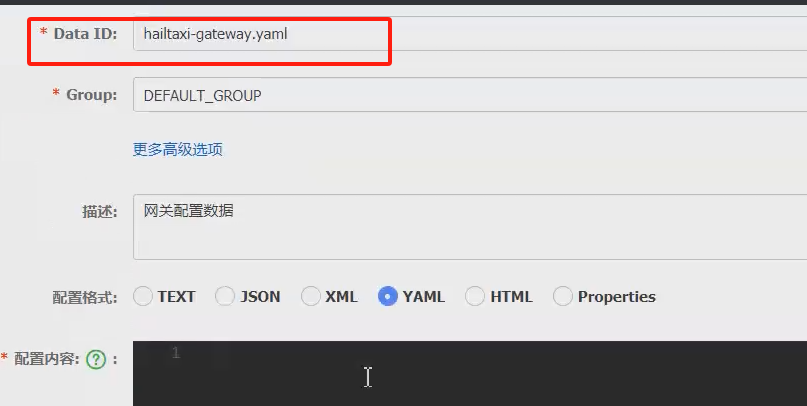 * Data ID: hailtaxi-gateway.yaml
* Group: DEFAULT_GROUP
更多高级选项
描述: 网关配置数据
配置格式: TEXT JSON XML YAML HTML Properties
* 配置内容: ? : 1